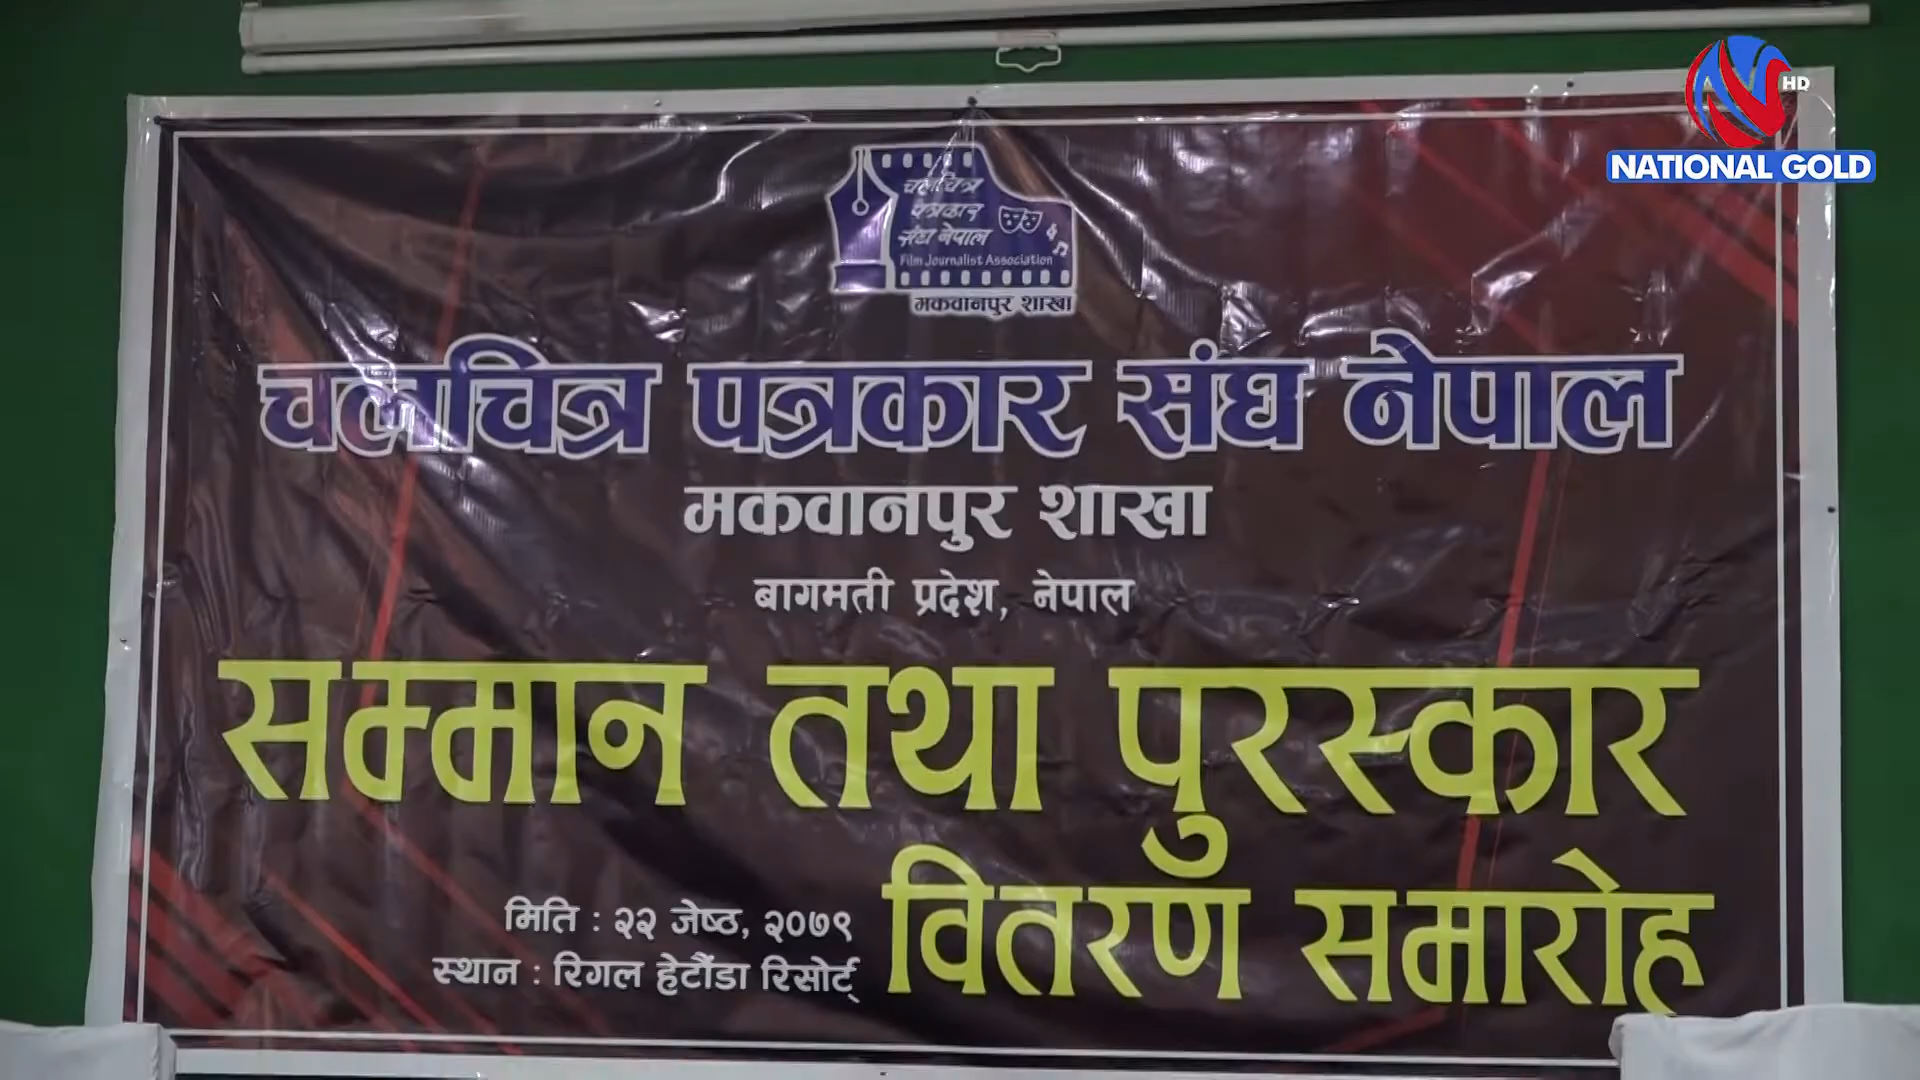 HD
NATIONAL GOLD
चलचित्र
पत्रकार
संघ नेपाल
Film Journalist Association
मकवानपुर शाखा
चलचित्र पत्रकार संघ नेपाल
मकवानपुर शाखा
बागमती प्रदेश, नेपाल
सम्मान तथा पुरस्कार
वितरण समारोह
मिति : २२ जेष्ठ, २०७९
स्थान : रिगल हेटौंडा रिसोर्ट्